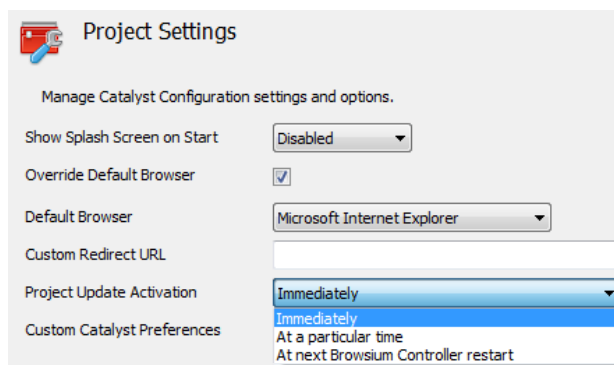 Project Settings
Manage Catalyst Configuration settings and options.
Show Splash Screen on Start Disabled
Override Default Browser
Default Browser Microsoft Internet Explorer
Custom Redirect URL
Project Update Activation Immediately
Immediately
Custom Catalyst Preferences At a particular time
At next Browsium Controller restart